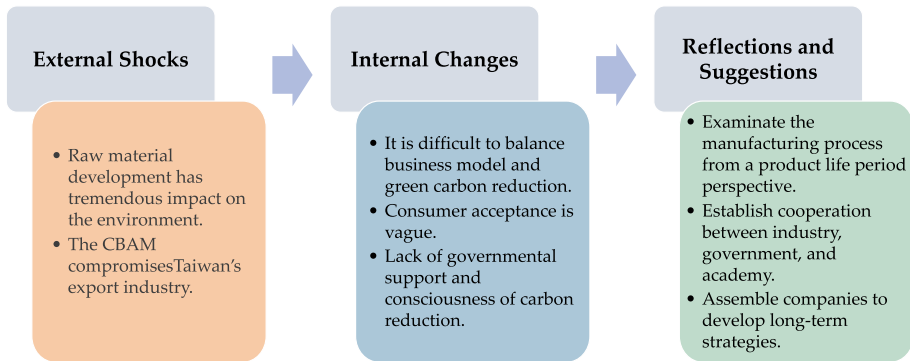 External Shocks
• Raw material
development has
tremendous impact on
the environment.
• The CBAM
compromisesTaiwan's
export industry.
Internal Changes
• It is difficult to balance
business model and
green carbon reduction.
• Consumer acceptance is
vague.
• Lack of governmental
support and
consciousness of carbon
reduction.
Reflections and
Suggestions
• Examinate the
manufacturing process
from a product life period
perspective.
• Establish cooperation
between industry,
government, and
academy.
• Assemble companies to
develop long-term
strategies.